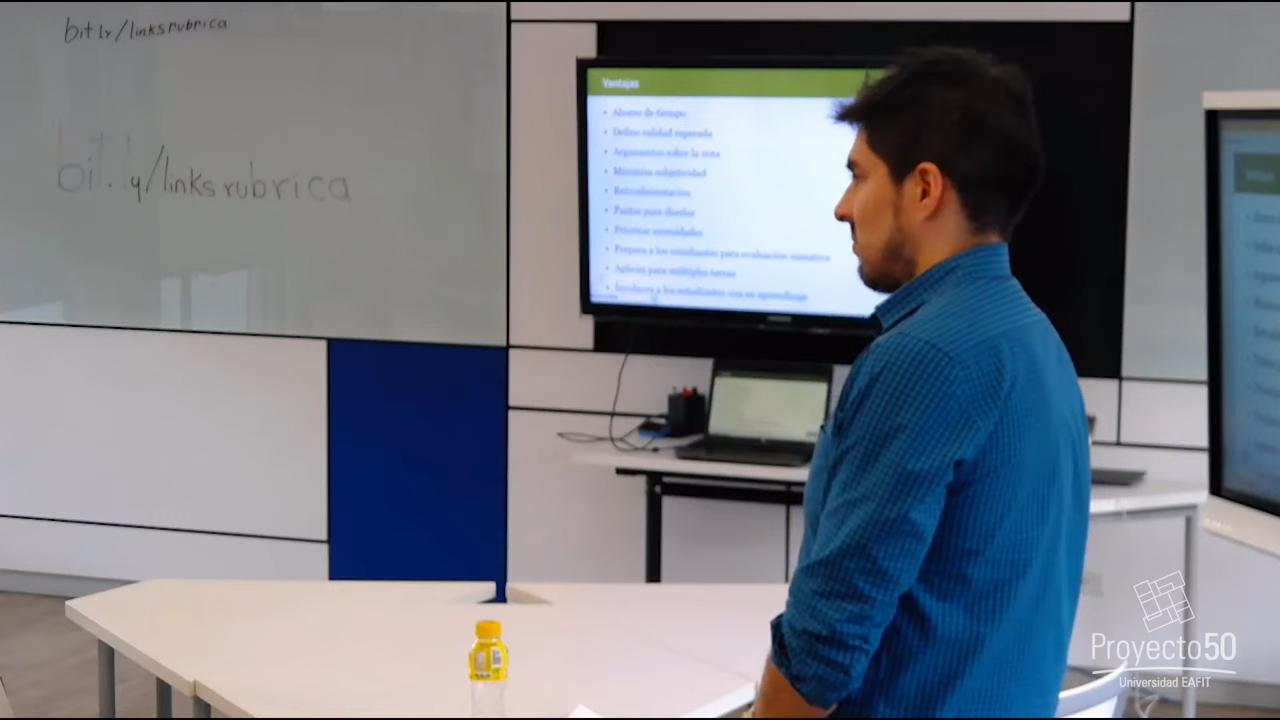 bit.ly/linksrubrica
bit.ly/linksrubrica
Ventajas
• Ahorro de tiempo
• Define calidad esperada
• Argumentos sobre la nota
• Minimiza subjetividad
• Retroalimentación
• Pautas para diseñar
• Priorizar necesidades
• Prepara a los estudiantes para evaluación sumativa
• Aplican para múltiples tareas
• Involucra a los estudiantes con su aprendizaje
Proyecto50
Universidad EAFIT